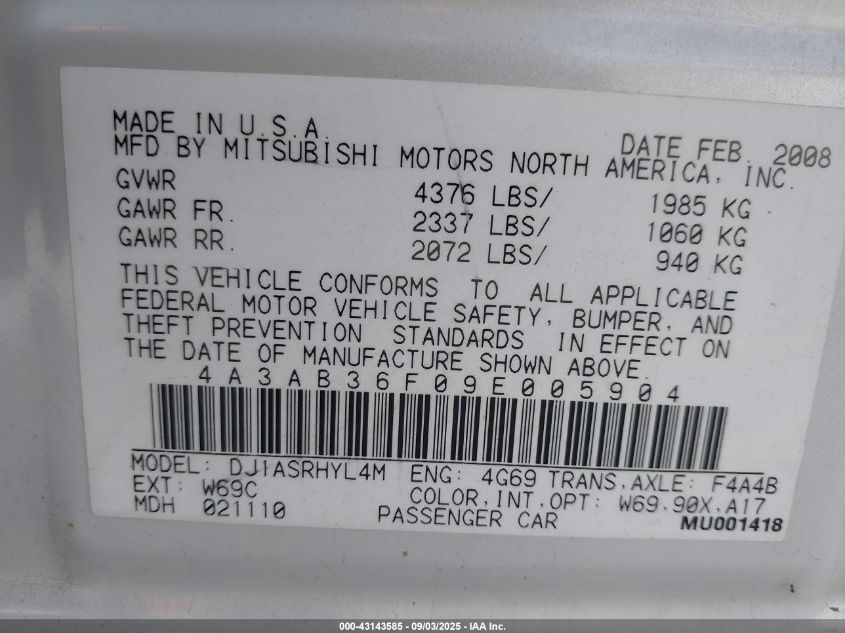 MADE IN U.S.A. DATE FEB. 2008
MFD BY MITSUBISHI MOTORS NORTH AMERICA, INC.
GVWR 4376 LBS/ 1985 KG
GAWR FR. 2337 LBS/ 1060 KG
GAWR RR. 2072 LBS/ 940 KG
THIS VEHICLE CONFORMS TO ALL APPLICABLE
FEDERAL MOTOR VEHICLE SAFETY, BUMPER, AND
THEFT PREVENTION STANDARDS IN EFFECT ON
THE DATE OF MANUFACTURE SHOWN ABOVE.
4A3AB36F09E005904
MODEL: DJ1ASRHYL4M ENG: 4G69 TRANS,AXLE: F4A4B
EXT: W69C COLOR,INT,OPT: W69,90X,A17
MDH 021110 PASSENGER CAR MU001418
000-43143585 - 09/03/2025 - IAA Inc.